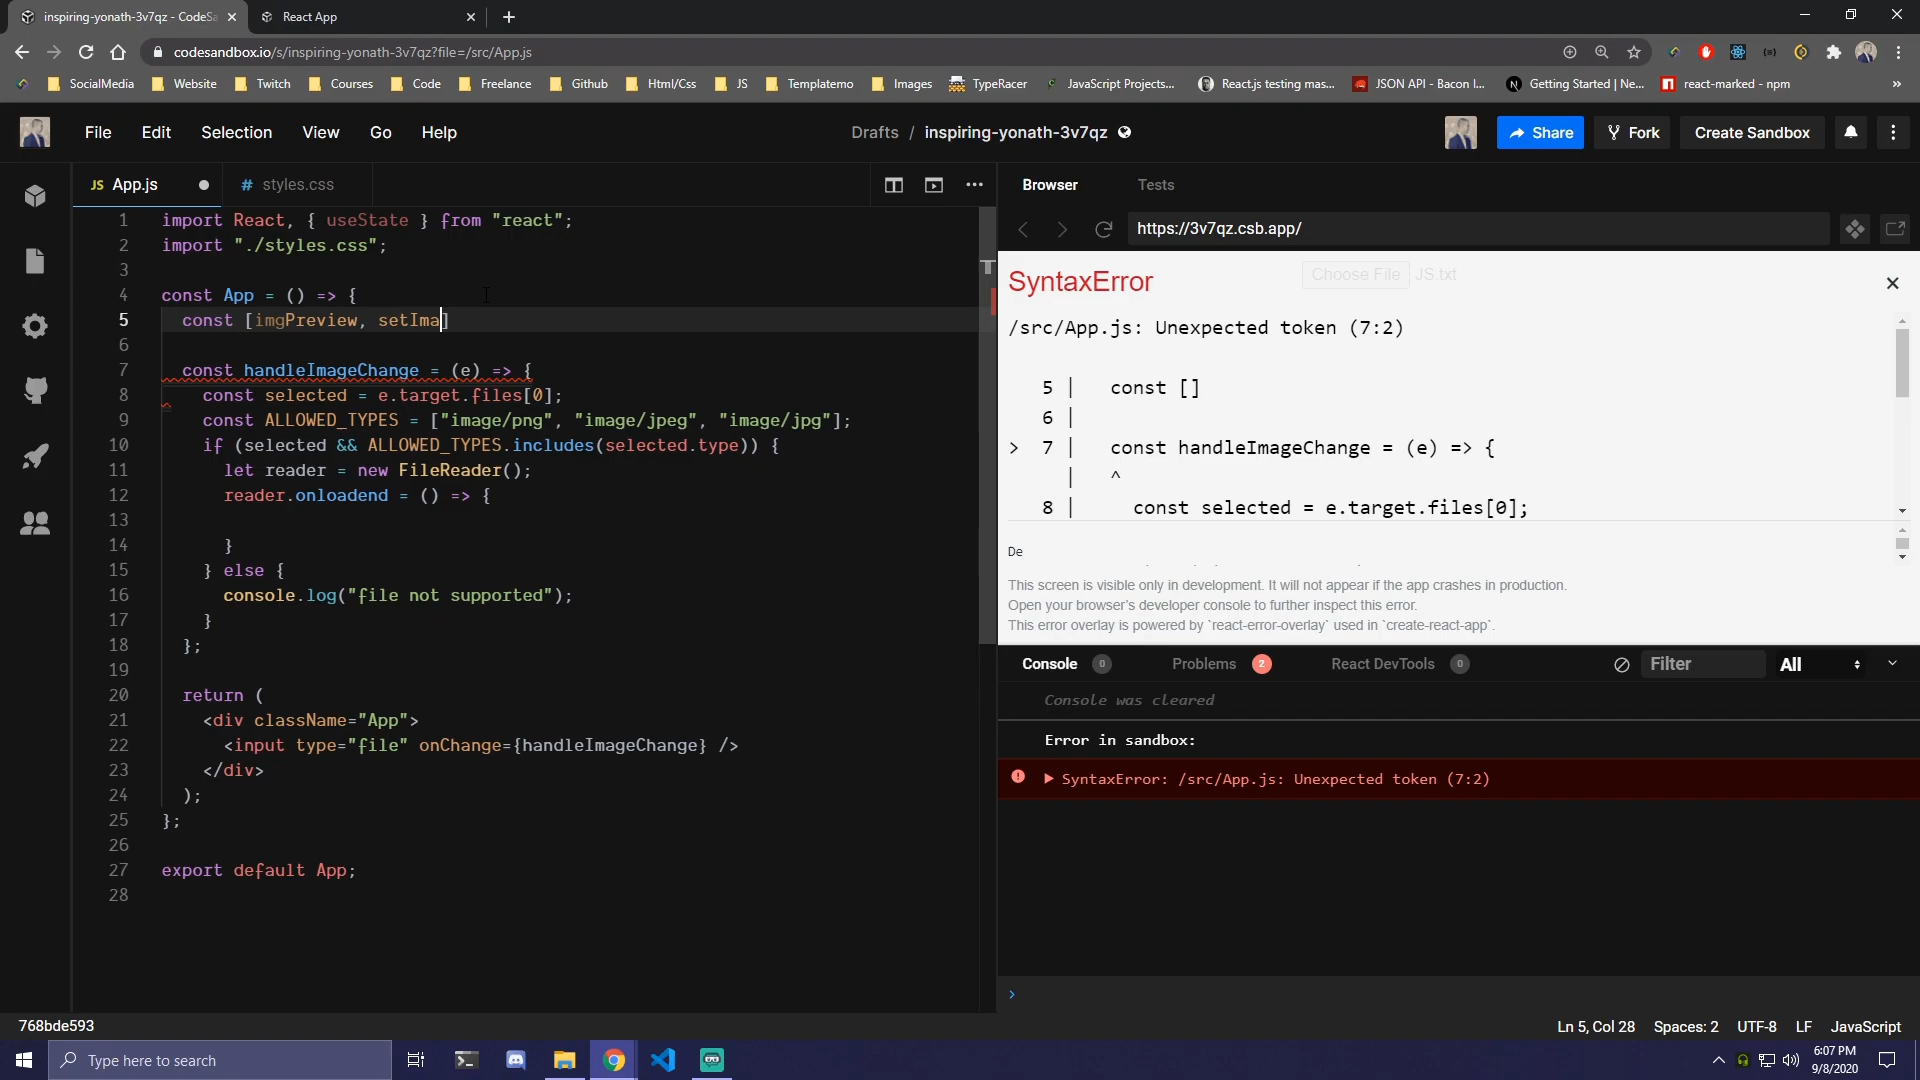 inspiring-yonath-3v7qz - CodeSa
React App
codesandbox.io/s/inspiring-yonath-3v7qz?file=/src/App.js
SocialMedia Website Twitch Courses Code Freelance Github Html/Css JS Templatemo Images TypeRacer JavaScript Projects... React.js testing mas... JSON API - Bacon I... Getting Started | Ne... react-marked - npm »
File Edit Selection View Go Help
Drafts / inspiring-yonath-3v7qz
Share Fork Create Sandbox
JS App.js # styles.css
1 import React, { useState } from "react";
2 import "./styles.css";
3
4 const App = () => {
5 const [imgPreview, setIma]
6
7 const handleImageChange = (e) => {
8 const selected = e.target.files[0];
9 const ALLOWED_TYPES = ["image/png", "image/jpeg", "image/jpg"];
10 if (selected && ALLOWED_TYPES.includes(selected.type)) {
11 let reader = new FileReader();
12 reader.onloadend = () => {
13
14 }
15 } else {
16 console.log("file not supported");
17 }
18 };
19
20 return (
21 <div className="App">
22 <input type="file" onChange={handleImageChange} />
23 </div>
24 );
25 };
26
27 export default App;
28
Browser Tests
https://3v7qz.csb.app/
Choose File JS.txt
SyntaxError
/src/App.js: Unexpected token (7:2)
5 | const []
6 |
> 7 | const handleImageChange = (e) => {
| ^
8 | const selected = e.target.files[0];
De
This screen is visible only in development. It will not appear if the app crashes in production.
Open your browser's developer console to further inspect this error.
This error overlay is powered by `react-error-overlay` used in `create-react-app`.
Console 0 Problems 2 React DevTools 0 Filter All
Console was cleared
Error in sandbox:
SyntaxError: /src/App.js: Unexpected token (7:2)
768bde593
Ln 5, Col 28 Spaces: 2 UTF-8 LF JavaScript
Type here to search
6:07 PM
9/8/2020